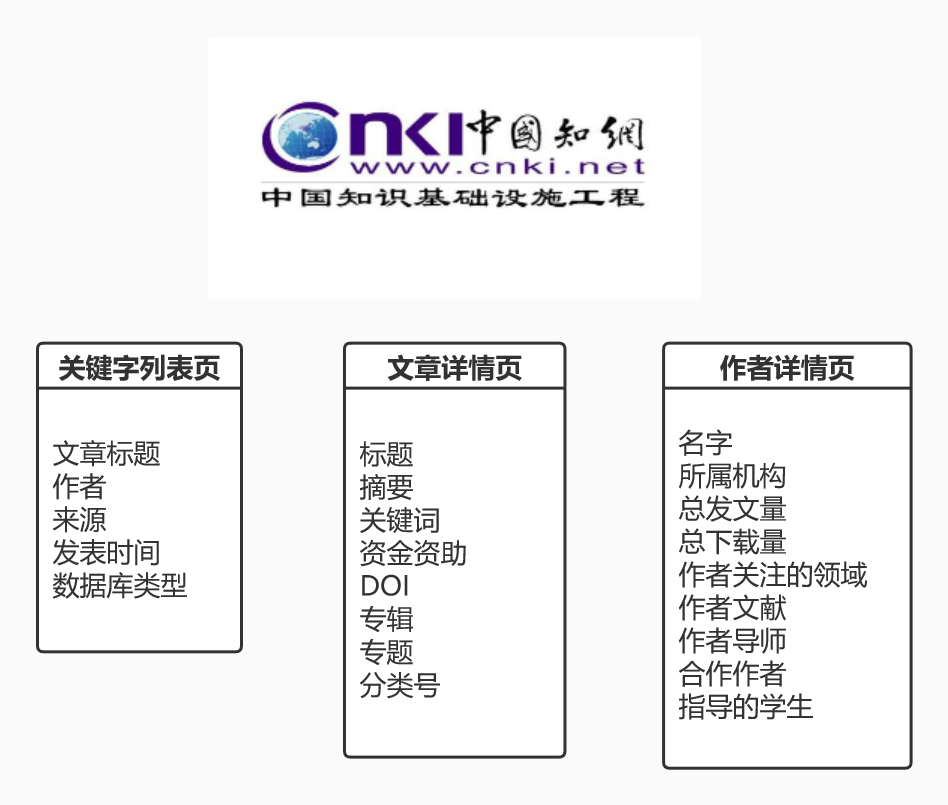 Cnki中國知網
www.cnki.net
中国知识基础设施工程
关键字列表页
文章标题
作者
来源
发表时间
数据库类型
文章详情页
标题
摘要
关键词
资金资助
DOI
专辑
专题
分类号
作者详情页
名字
所属机构
总发文量
总下载量
作者关注的领域
作者文献
作者导师
合作作者
指导的学生